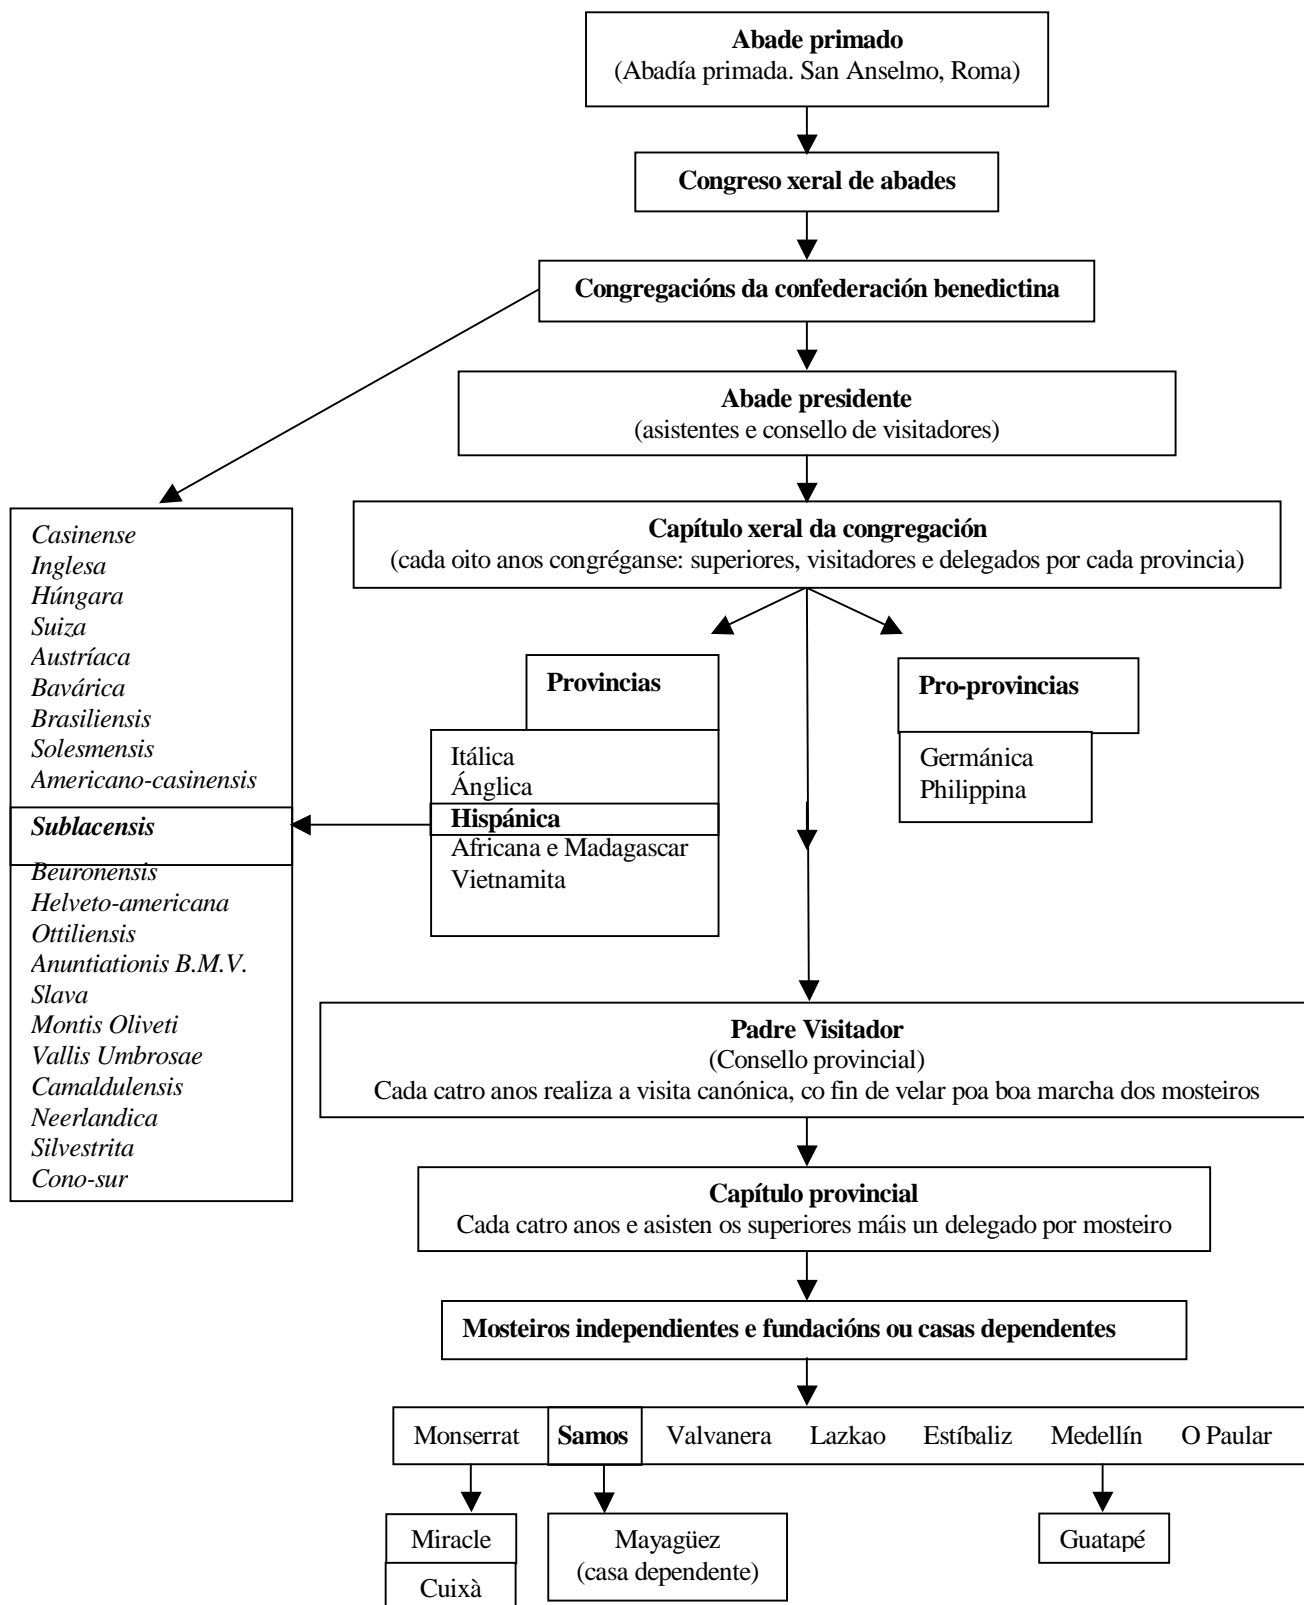 Abade primado
(Abadía primada. San Anselmo, Roma)
Congreso xeral de abades
Congregacións da confederación benedictina
Abade presidente
(asistentes e consello de visitadores)
Capítulo xeral da congregación
(cada oito anos congréganse: superiores, visitadores e delegados por cada provincia)
Casinense
Inglesa
Húngara
Suiza
Austríaca
Bavárica
Brasiliensis
Solesmensis
Americano-casinensis
Sublacensis
Beuronensis
Helveto-americana
Ottiliensis
Anuntiationis B.M.V.
Slava
Montis Oliveti
Vallis Umbrosae
Camaldulensis
Neerlandica
Silvestrita
Cono-sur
Provincias
Itálica
Ánglica
Hispánica
Africana e Madagascar
Vietnamita
Pro-provincias
Germánica
Philippina
Padre Visitador
(Consello provincial)
Cada catro anos realiza a visita canónica, co fin de velar poa boa marcha dos mosteiros
Capítulo provincial
Cada catro anos e asisten os superiores máis un delegado por mosteiro
Mosteiros independientes e fundacións ou casas dependentes
Monserrat Samos Valvanera Lazkao Estíbaliz Medellín O Paular
Miracle
Cuixà
Mayagüez
(casa dependente)
Guatapé